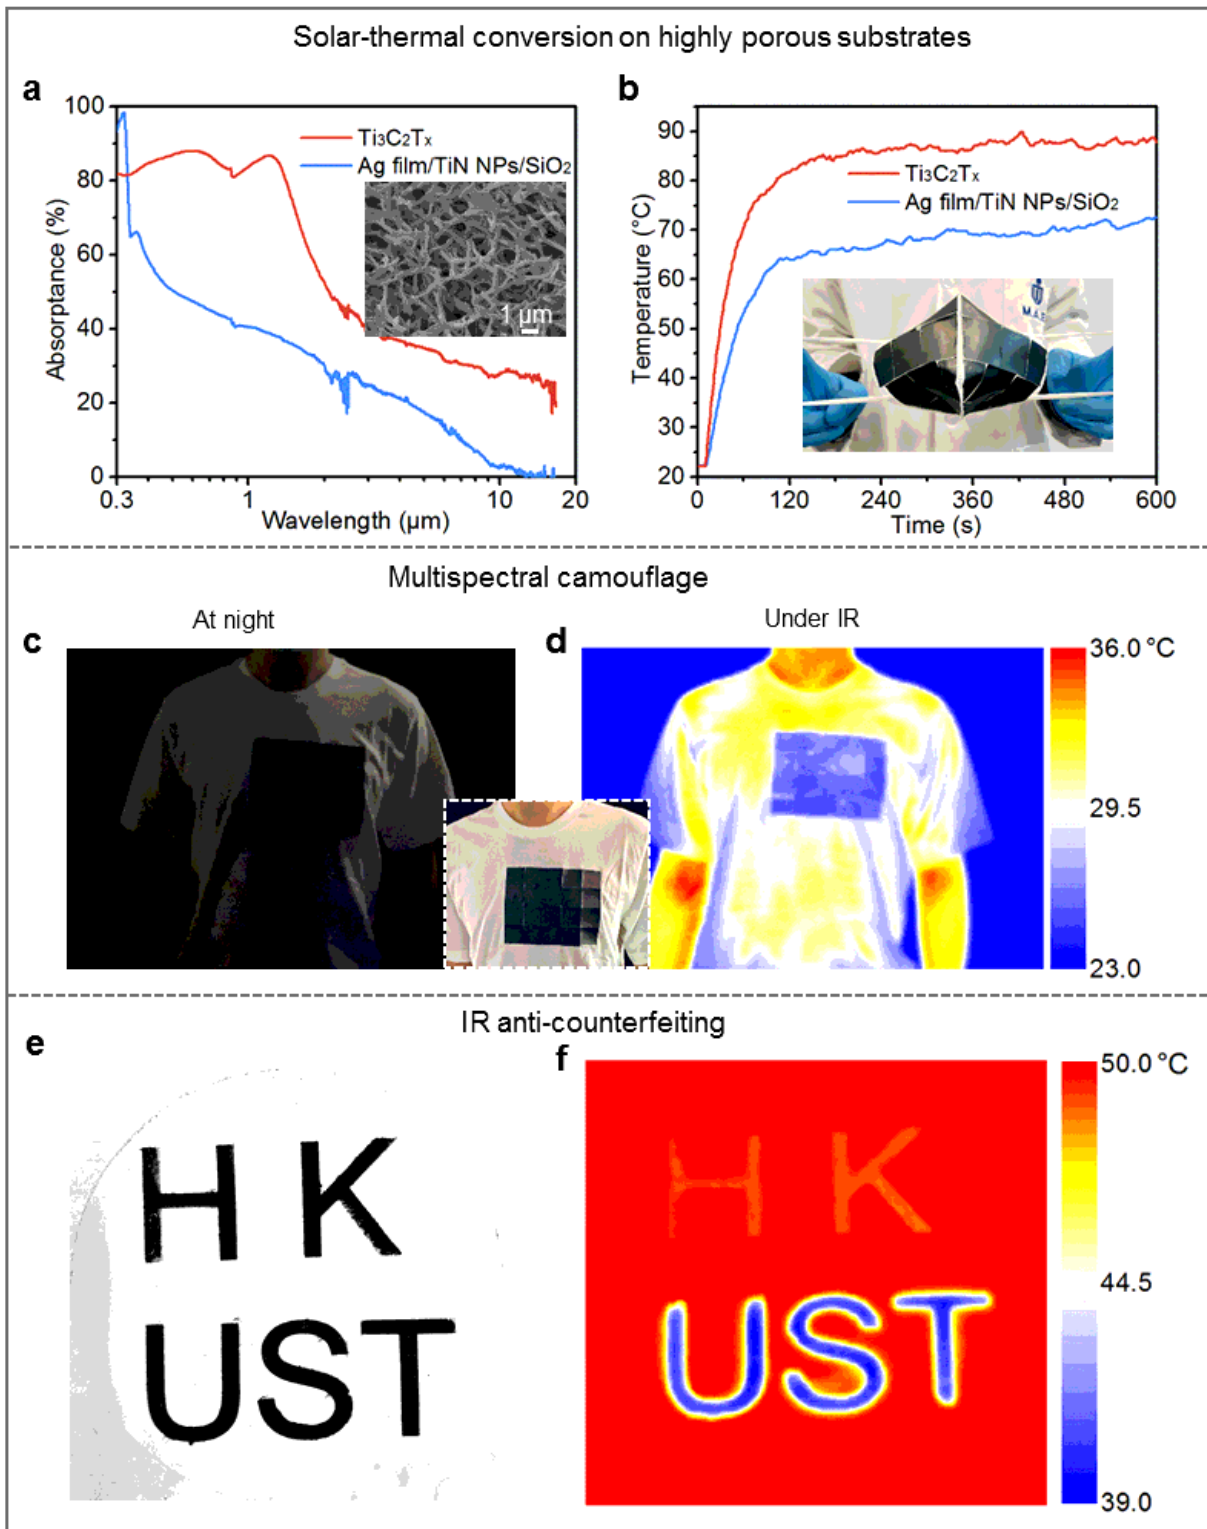 Solar-thermal conversion on highly porous substrates
a
b
100
80
60
40
20
0
Absorptance (%)
Ti₃C₂Tₓ
Ag film/TiN NPs/SiO₂
1 µm
0.3
1
10
20
Wavelength (µm)
90
80
70
60
50
40
30
20
Temperature (°C)
Ti₃C₂Tₓ
Ag film/TiN NPs/SiO₂
0
120
240
360
480
600
Time (s)
Multispectral camouflage
c
At night
d
Under IR
36.0 °C
29.5
23.0
IR anti-counterfeiting
e
H K
UST
f
H K
UST
50.0 °C
44.5
39.0